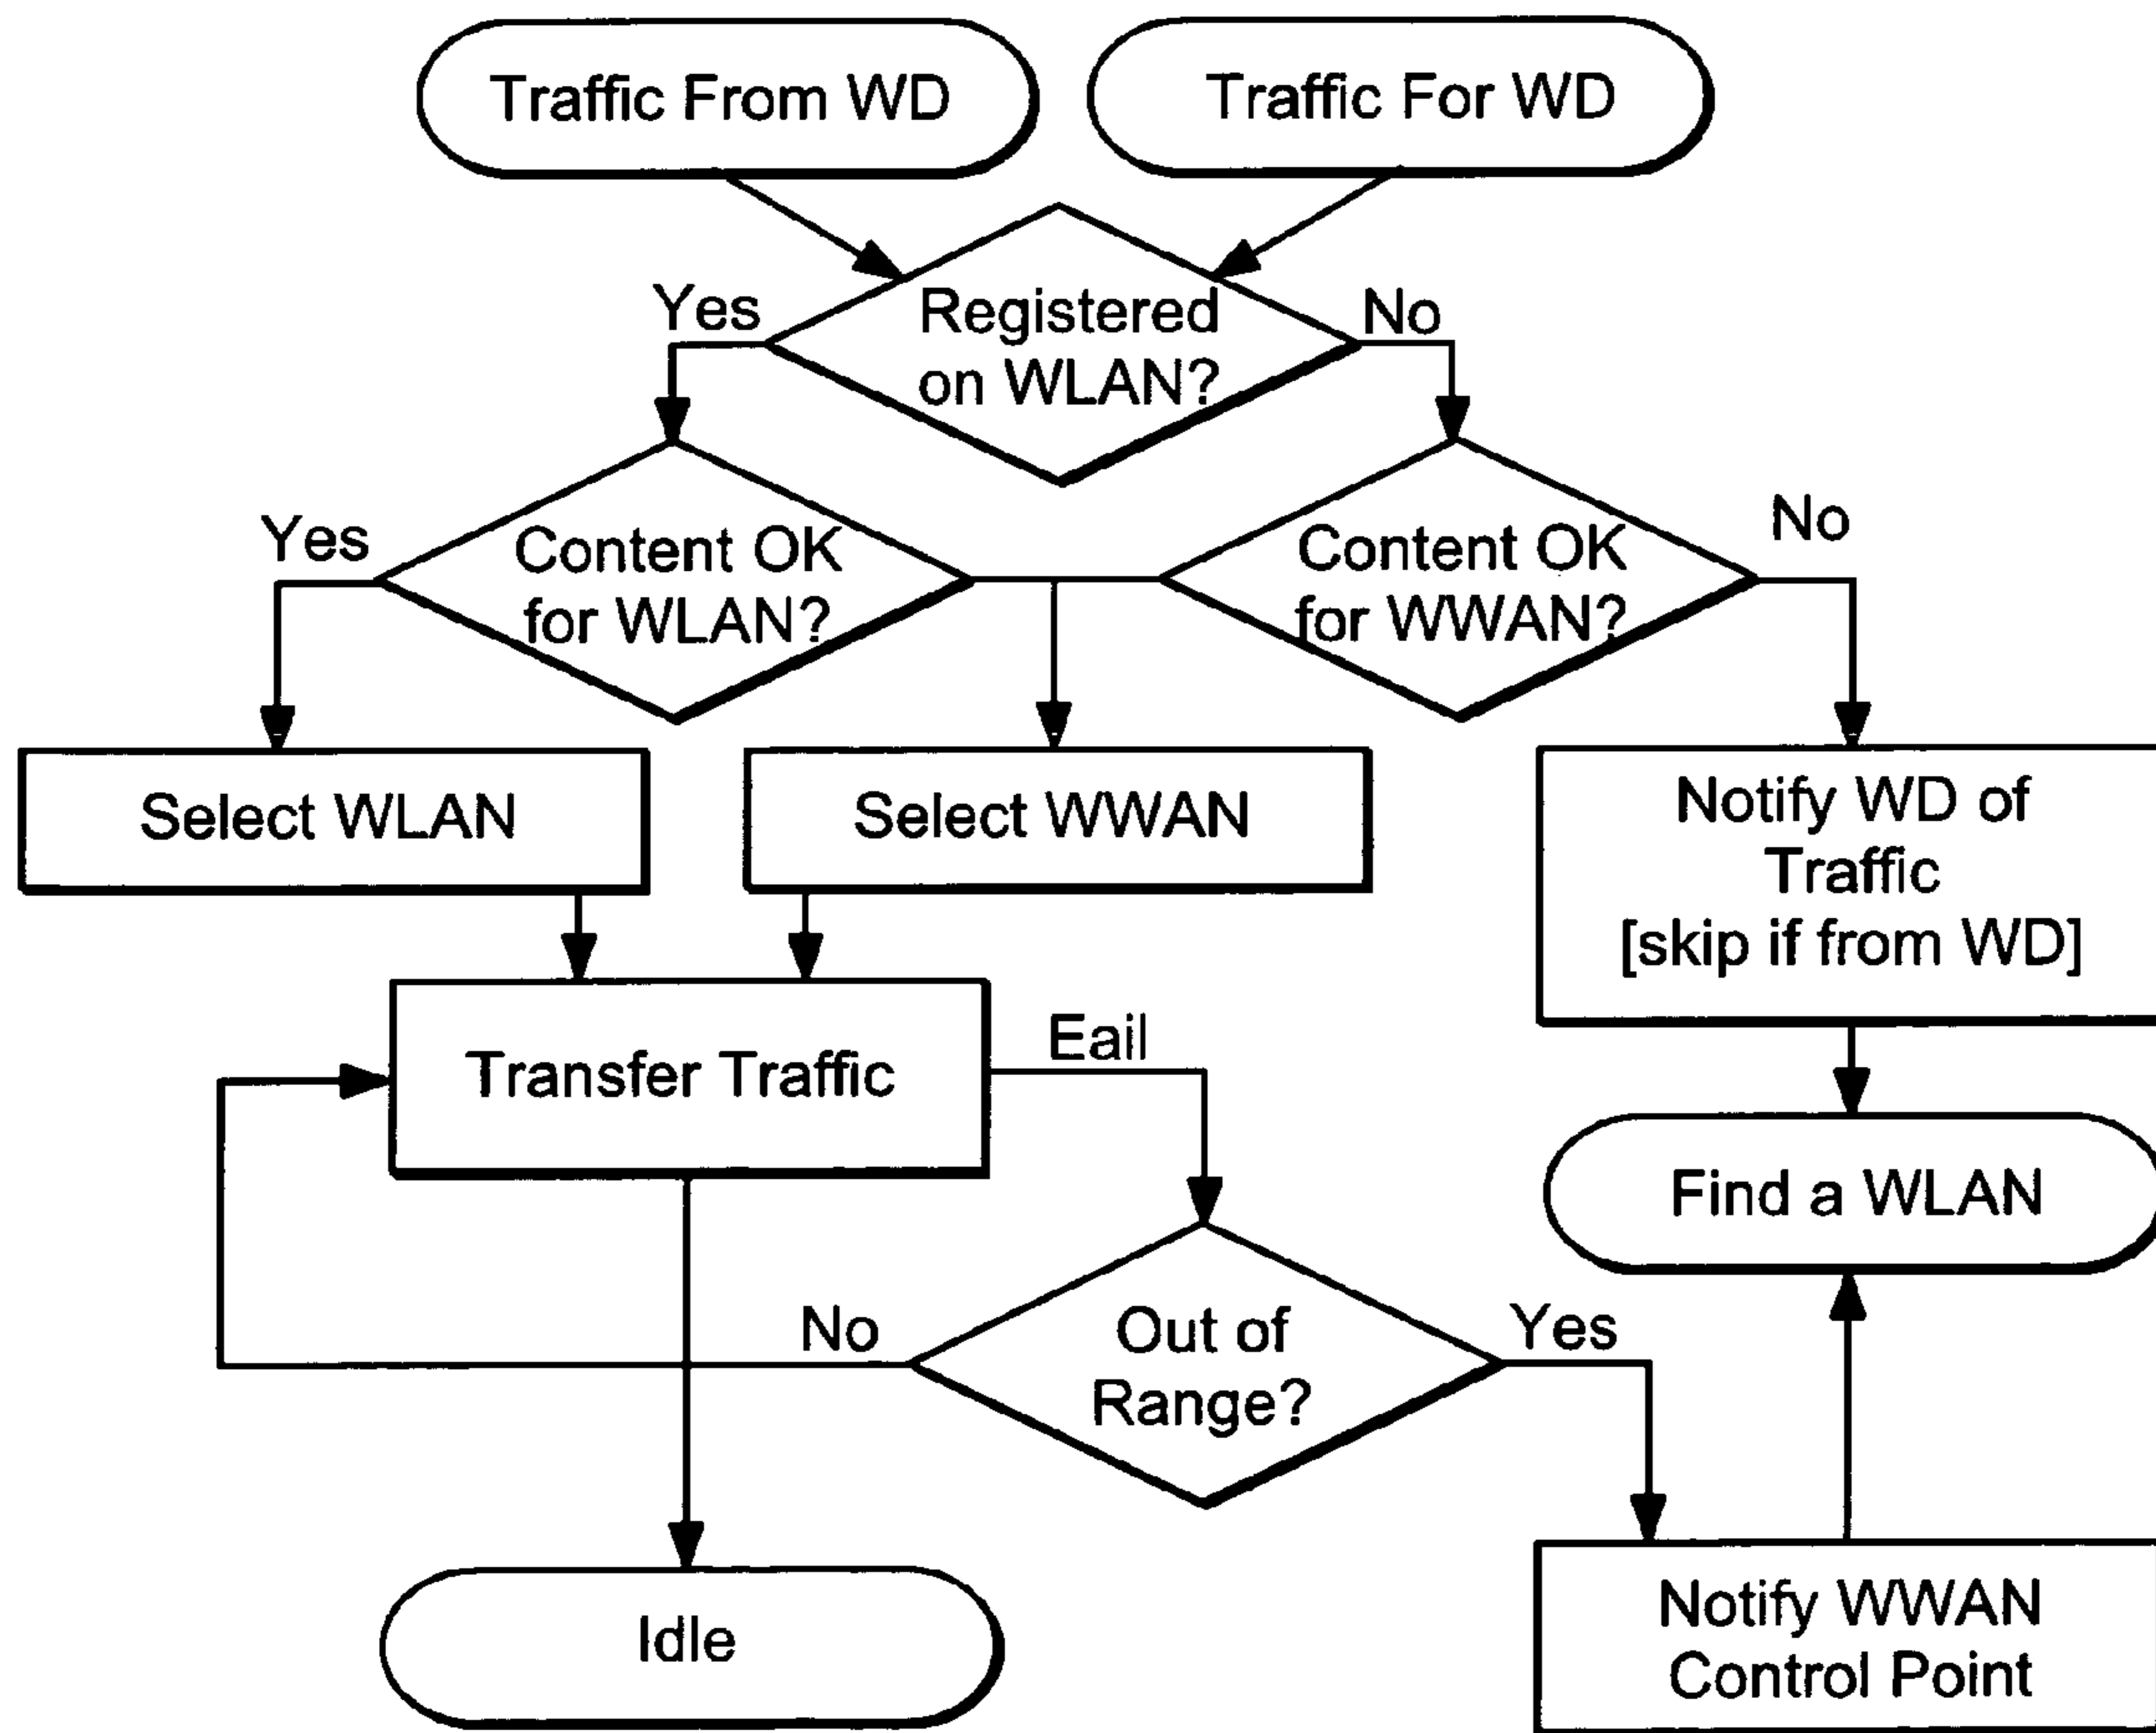 Traffic From WD
Traffic For WD
Yes
Registered
on WLAN?
No
Yes
Content OK
for WLAN?
Content OK
for WWAN?
No
Select WLAN
Select WWAN
Notify WD of
Traffic
[skip if from WD]
Transfer Traffic
Eail
Find a WLAN
No
Out of
Range?
Yes
Idle
Notify WWAN
Control Point